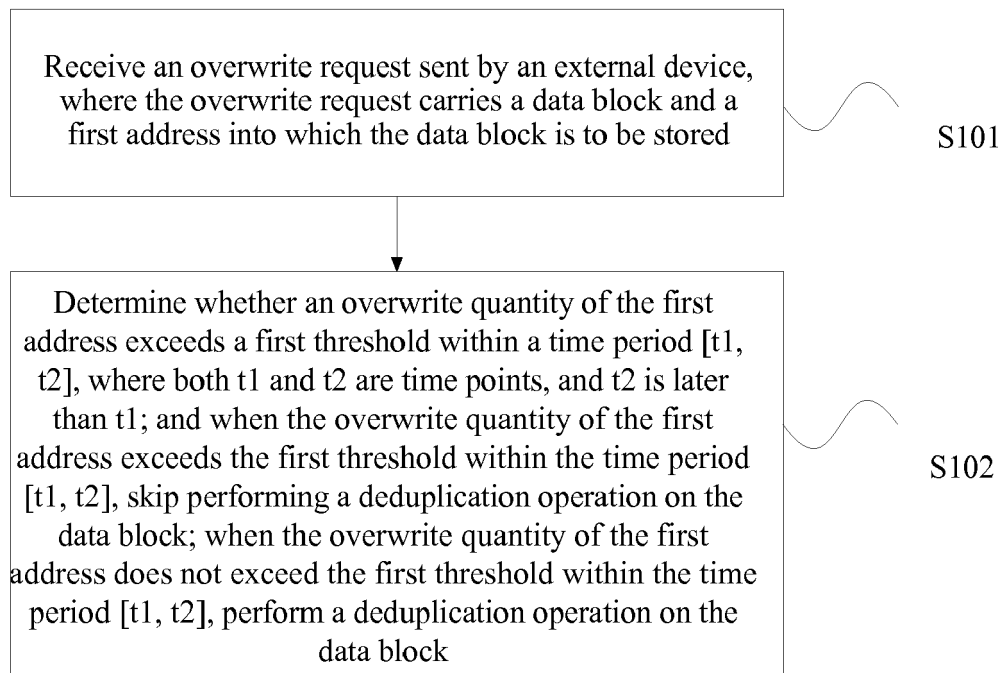 Receive an overwrite request sent by an external device,
where the overwrite request carries a data block and a
first address into which the data block is to be stored
S101
Determine whether an overwrite quantity of the first
address exceeds a first threshold within a time period [t1,
t2], where both t1 and t2 are time points, and t2 is later
than t1; and when the overwrite quantity of the first
address exceeds the first threshold within the time period
[t1, t2], skip performing a deduplication operation on the
data block; when the overwrite quantity of the first
address does not exceed the first threshold within the time
period [t1, t2], perform a deduplication operation on the
data block
S102